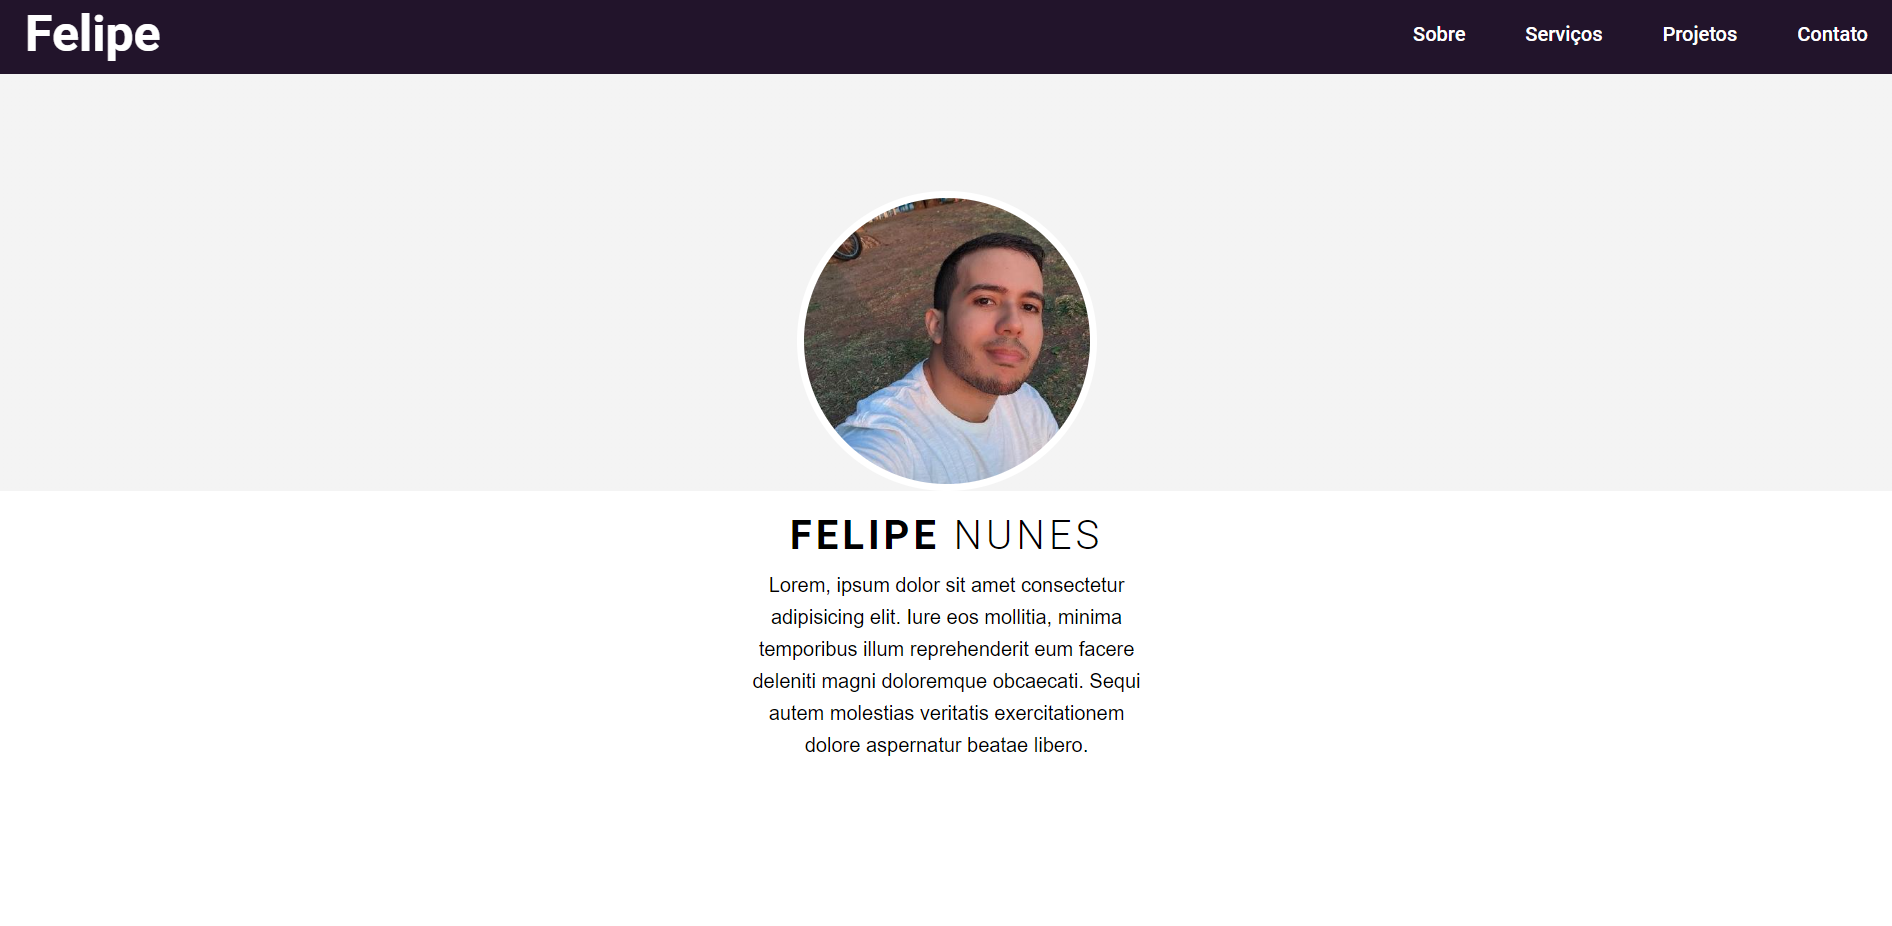 Felipe
Sobre Serviços Projetos Contato
FELIPE NUNES
Lorem, ipsum dolor sit amet consectetur
adipisicing elit. Iure eos mollitia, minima
temporibus illum reprehenderit eum facere
deleniti magni doloremque obcaecati. Sequi
autem molestias veritatis exercitationem
dolore aspernatur beatae libero.